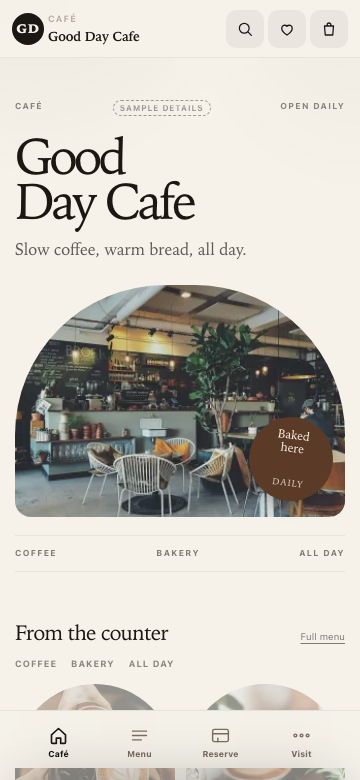 GD
CAFÉ
Good Day Cafe
CAFÉ
SAMPLE DETAILS
OPEN DAILY
Good
Day Cafe
Slow coffee, warm bread, all day.
Baked
here
DAILY
COFFEE
BAKERY
ALL DAY
From the counter
Full menu
COFFEE
BAKERY
ALL DAY
Café
Menu
Reserve
Visit